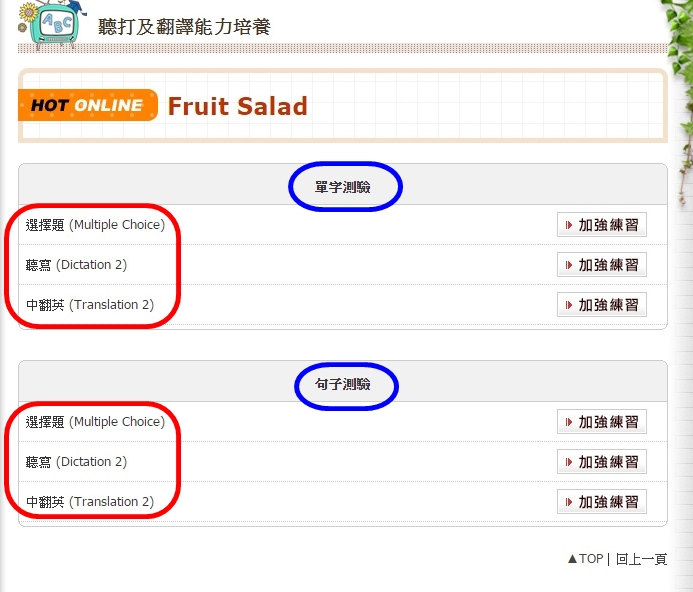 ABC
聽打及翻譯能力培養
HOT ONLINE Fruit Salad
單字測驗
選擇題 (Multiple Choice) 加強練習
聽寫 (Dictation 2) 加強練習
中翻英 (Translation 2) 加強練習
句子測驗
選擇題 (Multiple Choice) 加強練習
聽寫 (Dictation 2) 加強練習
中翻英 (Translation 2) 加強練習
▲TOP | 回上一頁